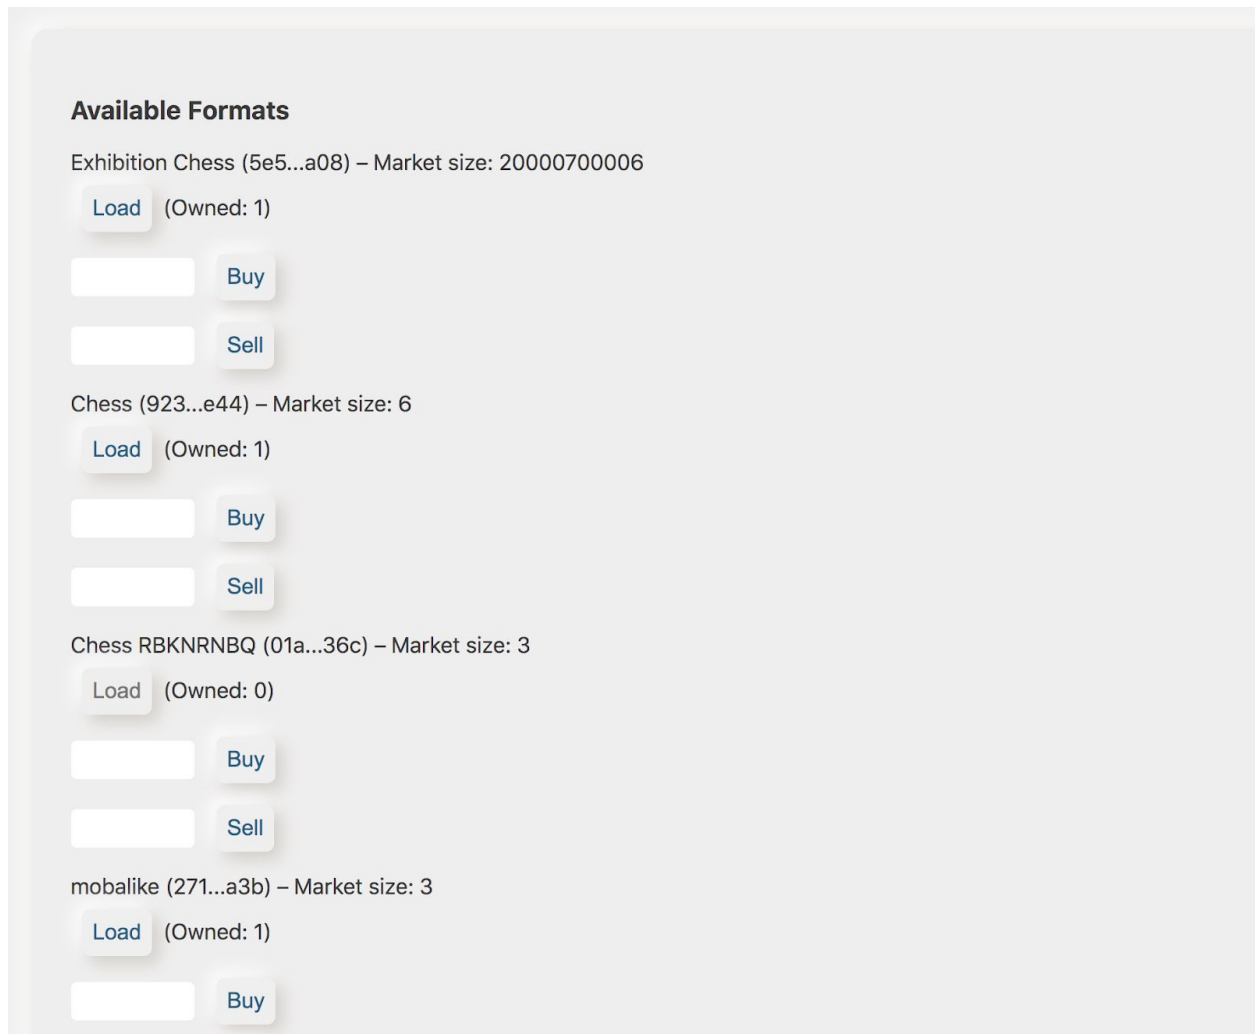 Available Formats
Exhibition Chess (5e5...a08) – Market size: 20000700006
Load (Owned: 1)
Buy
Sell
Chess (923...e44) – Market size: 6
Load (Owned: 1)
Buy
Sell
Chess RBKNRNBQ (01a...36c) – Market size: 3
Load (Owned: 0)
Buy
Sell
mobalike (271...a3b) – Market size: 3
Load (Owned: 1)
Buy